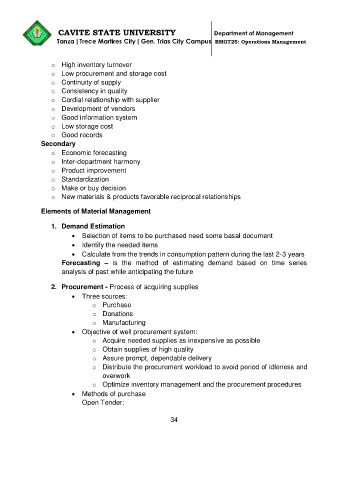 CAVITE STATE UNIVERSITY
Department of Management
Tanza | Trece Martires City | Gen. Trias City Campus
BMGT25: Operations Management
o High inventory turnover
o Low procurement and storage cost
o Continuity of supply
o Consistency in quality
o Cordial relationship with supplier
o Development of vendors
o Good information system
o Low storage cost
o Good records
Secondary
o Economic forecasting
o Inter-department harmony
o Product improvement
o Standardization
o Make or buy decision
o New materials & products favorable reciprocal relationships
Elements of Material Management
1. Demand Estimation
• Selection of items to be purchased need some basal document
• Identify the needed items
• Calculate from the trends in consumption pattern during the last 2-3 years
Forecasting – is the method of estimating demand based on time series
analysis of past while anticipating the future
2. Procurement - Process of acquiring supplies
• Three sources:
o Purchase
o Donations
o Manufacturing
• Objective of well procurement system:
o Acquire needed supplies as inexpensive as possible
o Obtain supplies of high quality
o Assure prompt, dependable delivery
o Distribute the procurement workload to avoid period of idleness and
overwork
o Optimize inventory management and the procurement procedures
• Methods of purchase
Open Tender:
34